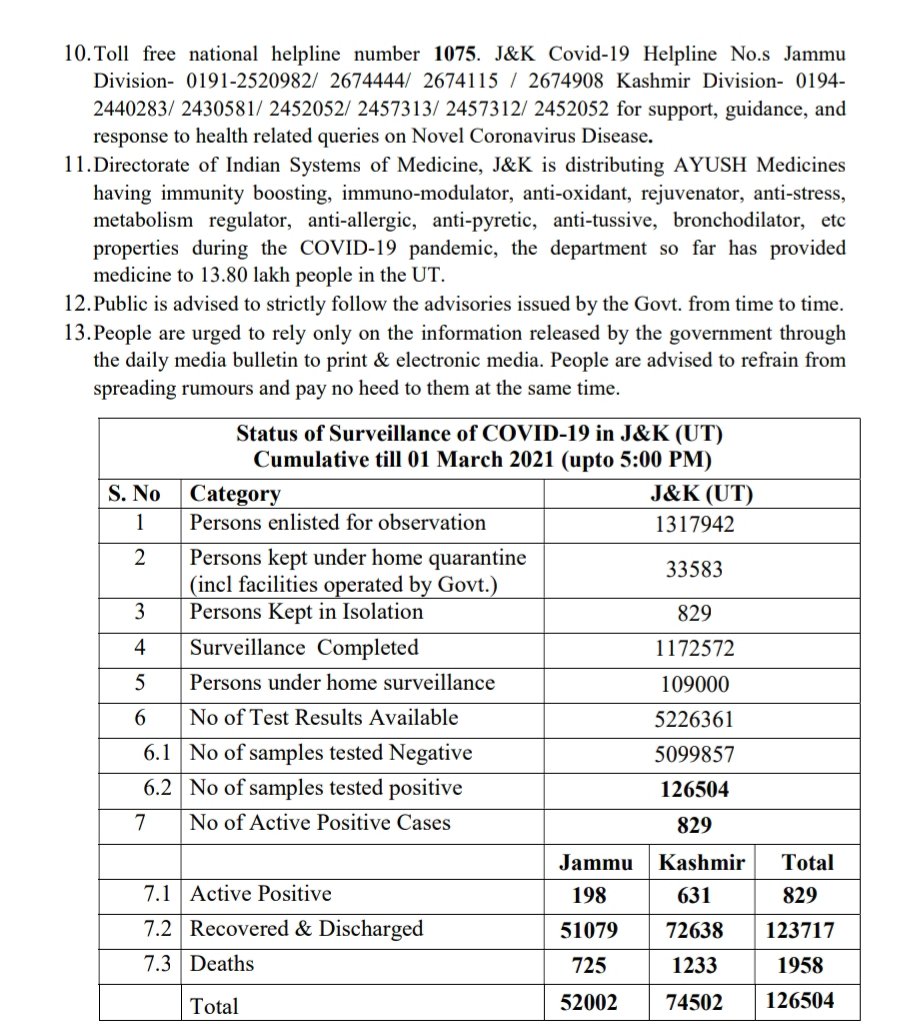 10.Toll free national helpline number 1075. J&K Covid-19 Helpline No.s Jammu
Division- 0191-2520982/ 2674444/ 2674115 / 2674908 Kashmir Division- 0194-
2440283/ 2430581/ 2452052/ 2457313/ 2457312/ 2452052 for support, guidance, and
response to health related queries on Novel Coronavirus Disease.
11.Directorate of Indian Systems of Medicine, J&K is distributing AYUSH Medicines
having immunity boosting, immuno-modulator, anti-oxidant, rejuvenator, anti-stress,
metabolism regulator, anti-allergic, anti-pyretic, anti-tussive, bronchodilator, etc
properties during the COVID-19 pandemic, the department so far has provided
medicine to 13.80 lakh people in the UT.
12.Public is advised to strictly follow the advisories issued by the Govt. from time to time.
13.People are urged to rely only on the information released by the government through
the daily media bulletin to print & electronic media. People are advised to refrain from
spreading rumours and pay no heed to them at the same time.
Status of Surveillance of COVID-19 in J&K (UT)
Cumulative till 01 March 2021 (upto 5:00 PM)
S. No Category J&K (UT)
1 Persons enlisted for observation 1317942
2 Persons kept under home quarantine
(incl facilities operated by Govt.) 33583
3 Persons Kept in Isolation 829
4 Surveillance Completed 1172572
5 Persons under home surveillance 109000
6 No of Test Results Available 5226361
6.1 No of samples tested Negative 5099857
6.2 No of samples tested positive 126504
7 No of Active Positive Cases 829
Jammu Kashmir Total
7.1 Active Positive 198 631 829
7.2 Recovered & Discharged 51079 72638 123717
7.3 Deaths 725 1233 1958
Total 52002 74502 126504